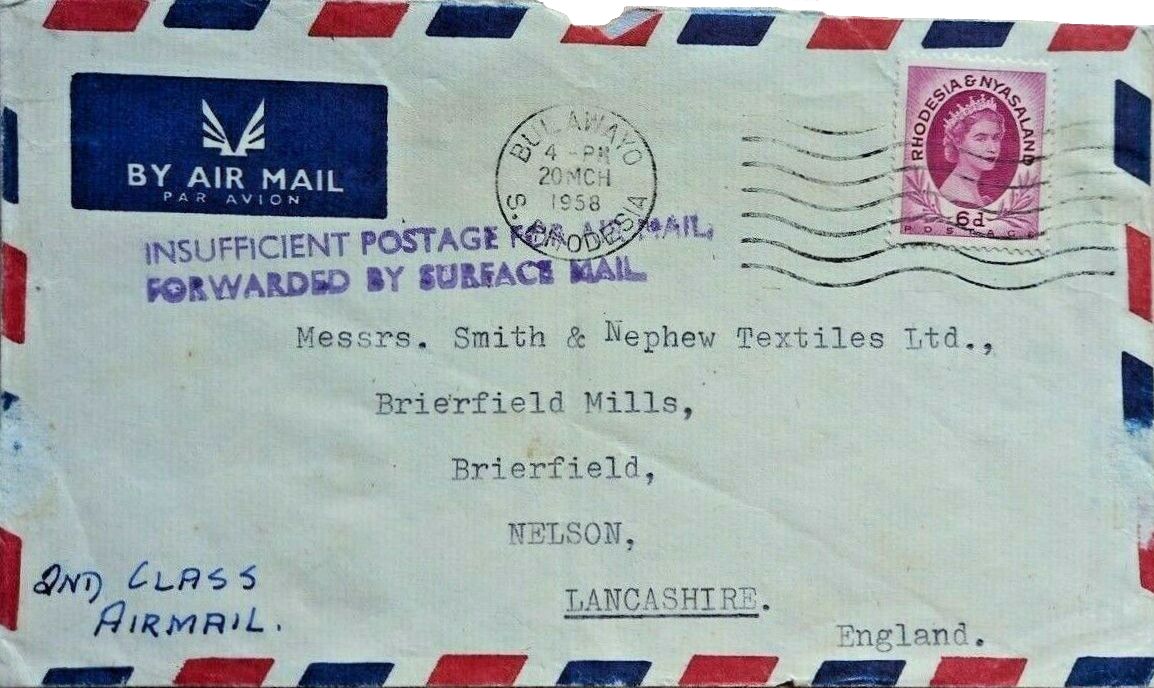 BY AIR MAIL
PAR AVION
BULAWAYO
4 - PM
20 MCH
1958
S. RHODESIA
RHODESIA & NYASALAND
6d
POSTAGE
INSUFFICIENT POSTAGE FOR AIR MAIL.
FORWARDED BY SURFACE MAIL
Messrs. Smith & Nephew Textiles Ltd.,
Brierfield Mills,
Brierfield,
NELSON,
LANCASHIRE.
England.
2ND CLASS
AIRMAIL.